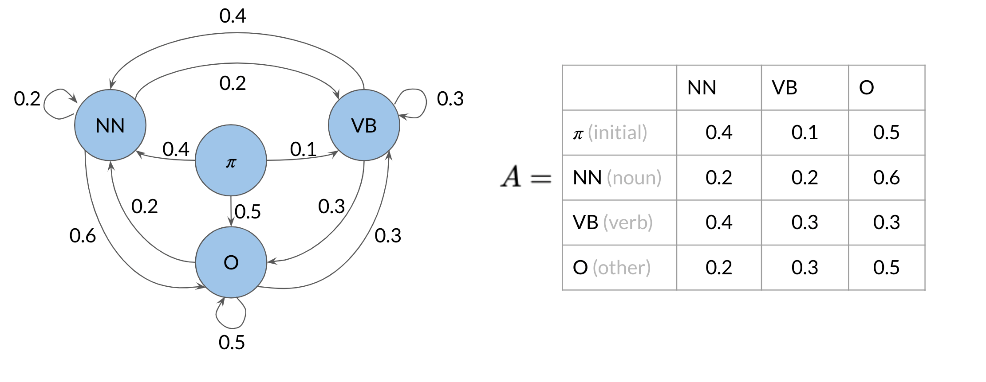 0.4
0.2
0.2
0.3
NN
VB
π
0.4
0.1
0.2
0.5
0.3
0.6
0.3
O
0.5
A =
NN VB O
π (initial) 0.4 0.1 0.5
NN (noun) 0.2 0.2 0.6
VB (verb) 0.4 0.3 0.3
O (other) 0.2 0.3 0.5